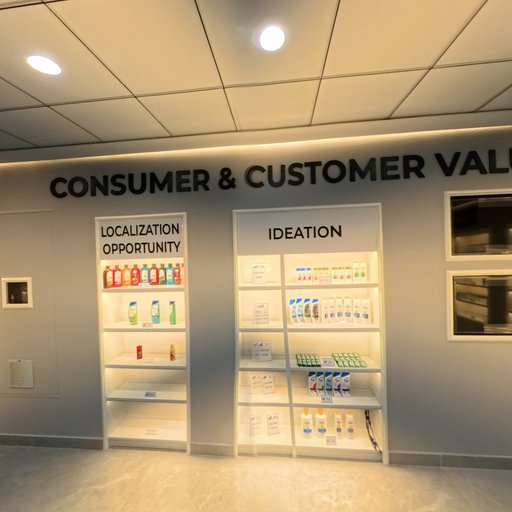 CONSUMER & CUSTOMER VALU
LOCALIZATION
OPPORTUNITY
IDEATION